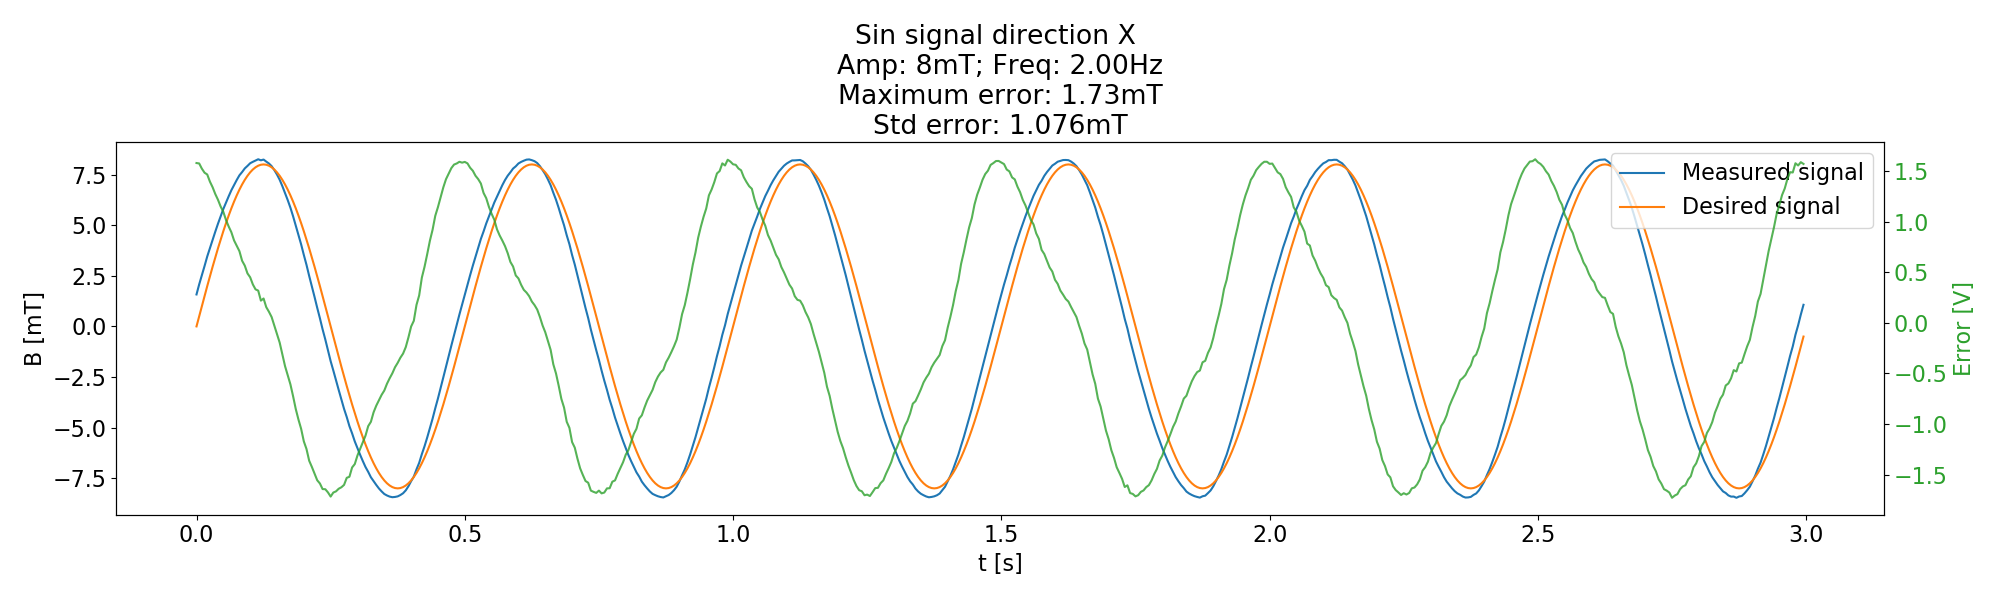 Sin signal direction X
Amp: 8mT; Freq: 2.00Hz
Maximum error: 1.73mT
Std error: 1.076mT
Measured signal
Desired signal
B [mT]
7.5
5.0
2.5
0.0
−2.5
−5.0
−7.5
Error [V]
1.5
1.0
0.5
0.0
−0.5
−1.0
−1.5
0.0 0.5 1.0 1.5 2.0 2.5 3.0
t [s]